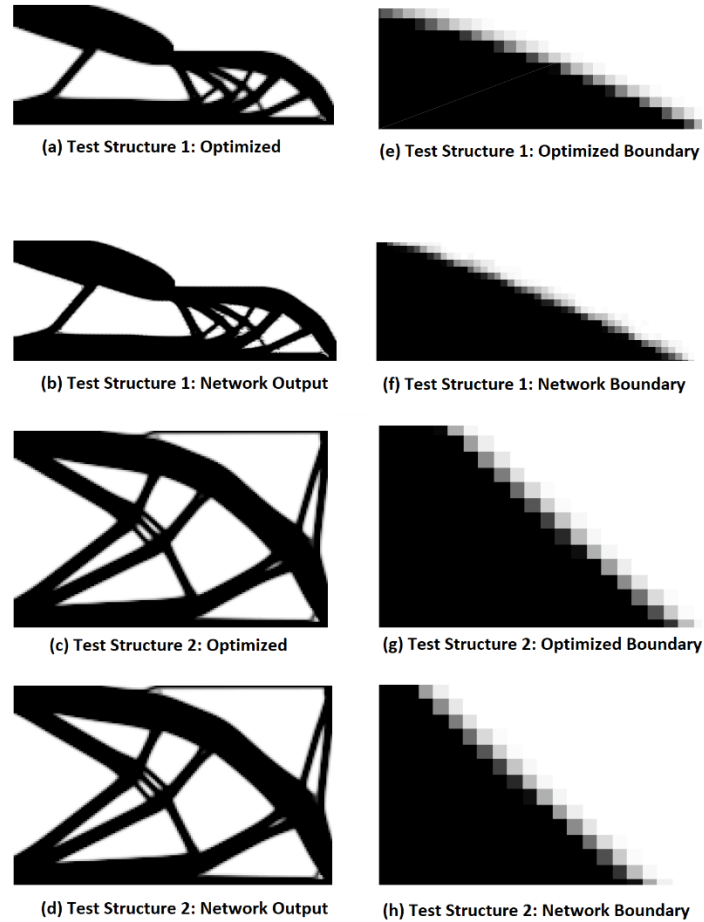 (a) Test Structure 1: Optimized
(e) Test Structure 1: Optimized Boundary
(b) Test Structure 1: Network Output
(f) Test Structure 1: Network Boundary
(c) Test Structure 2: Optimized
(g) Test Structure 2: Optimized Boundary
(d) Test Structure 2: Network Output
(h) Test Structure 2: Network Boundary